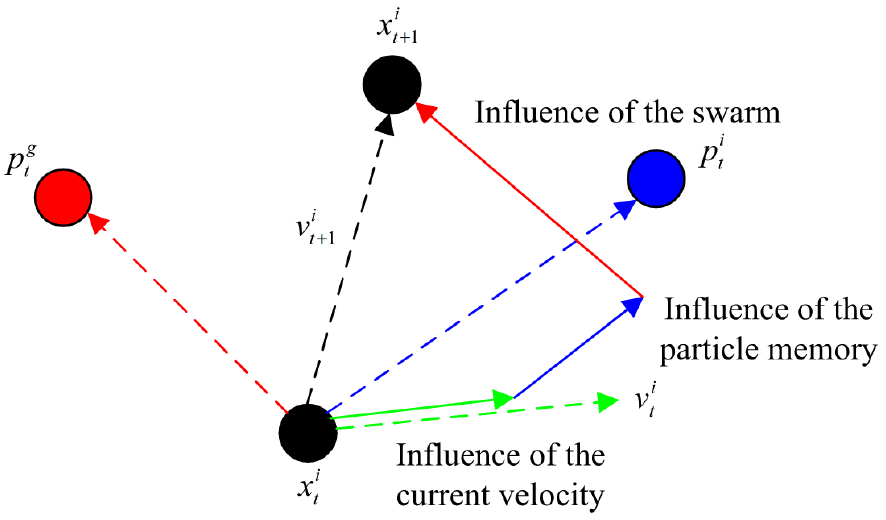 x^i_{t+1}
Influence of the swarm
p^g_t
p^i_t
v^i_{t+1}
Influence of the
particle memory
v^i_t
Influence of the
current velocity
x^i_t